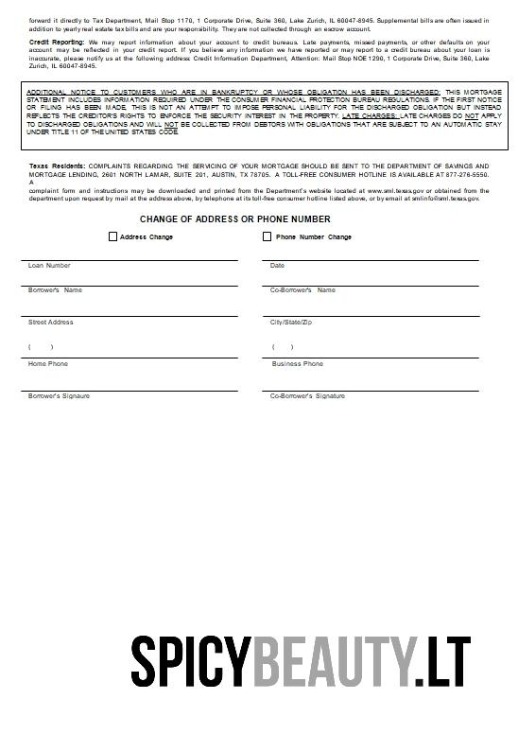 forward it directly to Tax Department, Mail Stop 1170, 1 Corporate Drive, Suite 360, Lake Zurich, IL 60047-8945. Supplemental bills are often issued in
addition to yearly real estate tax bills and are your responsibility. They are not collected through an escrow account.
Credit Reporting: We may report information about your account to credit bureaus. Late payments, missed payments, or other defaults on your
account may be reflected in your credit report. If you believe any information we have reported or may report to a credit bureau about your loan is
inaccurate, please notify us at the following address: Credit Information Department, Attention: Mail Stop NOE 1290, 1 Corporate Drive, Suite 360, Lake
Zurich, IL 60047-8945.
ADDITIONAL NOTICE TO CUSTOMERS WHO ARE IN BANKRUPTCY OR WHOSE OBLIGATION HAS BEEN DISCHARGED: THIS MORTGAGE
STATEMENT INCLUDES INFORMATION REQUIRED UNDER THE CONSUMER FINANCIAL PROTECTION BUREAU REGULATIONS. IF THE FIRST NOTICE
OR FILING HAS BEEN MADE, THIS IS NOT AN ATTEMPT TO IMPOSE PERSONAL LIABILITY FOR THE DISCHARGED OBLIGATION BUT INSTEAD
REFLECTS THE CREDITOR'S RIGHTS TO ENFORCE THE SECURITY INTEREST IN THE PROPERTY. LATE CHARGES: LATE CHARGES DO NOT APPLY
TO DISCHARGED OBLIGATIONS AND WILL NOT BE COLLECTED FROM DEBTORS WITH OBLIGATIONS THAT ARE SUBJECT TO AN AUTOMATIC STAY
UNDER TITLE 11 OF THE UNITED STATES CODE.
Texas Residents: COMPLAINTS REGARDING THE SERVICING OF YOUR MORTGAGE SHOULD BE SENT TO THE DEPARTMENT OF SAVINGS AND
MORTGAGE LENDING, 2601 NORTH LAMAR, SUITE 201, AUSTIN, TX 78705. A TOLL-FREE CONSUMER HOTLINE IS AVAILABLE AT 877-276-5550.
A
complaint form and instructions may be downloaded and printed from the Department's website located at www.sml.texas.gov or obtained from the
department upon request by mail at the address above, by telephone at its toll-free consumer hotline listed above, or by email at smlinfo@sml.texas.gov.
CHANGE OF ADDRESS OR PHONE NUMBER
Address Change Phone Number Change
Loan Number Date
Borrower's Name Co-Borrower's Name
Street Address City/State/Zip
( ) ( )
Home Phone Business Phone
Borrower's Signaure Co-Borrower's Signature
SPICYBEAUTY.LT